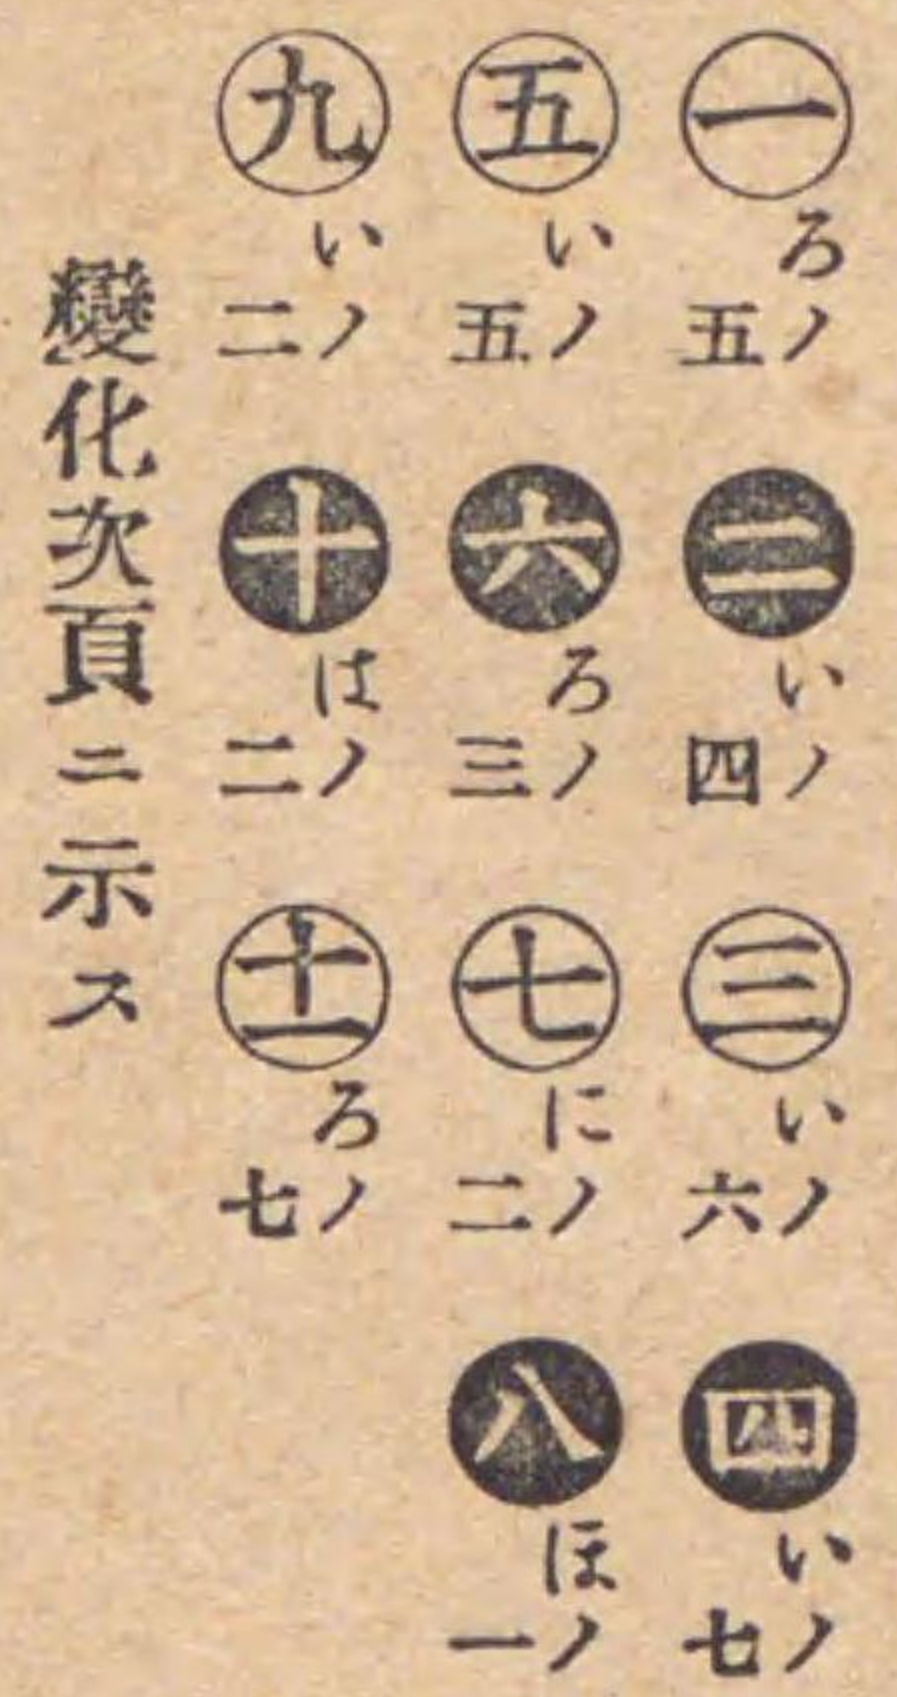 ㊀ ろノ五 ㊁ いノ四 ㊂ いノ六 ㊃ いノ七
㊄ いノ五 ㊅ ろノ三 ㊆ にノ二 ㊇ ほノ一
㊈ いノ二 ㊉ はノ二 十一 ろノ七
變化次頁ニ示ス